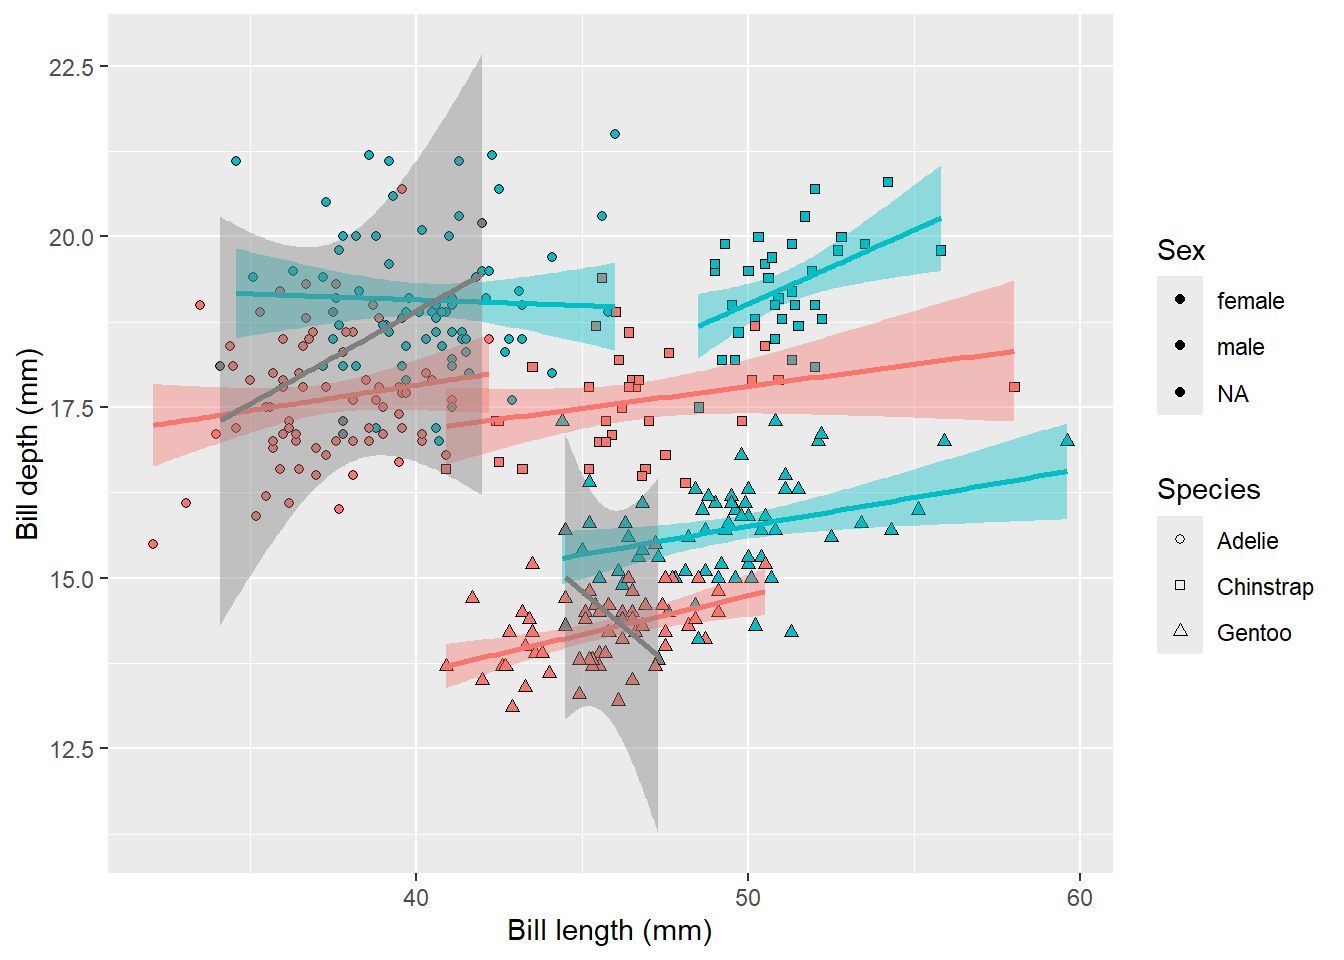 22.5
20.0
17.5
15.0
12.5
Bill depth (mm)
40
50
60
Bill length (mm)
Sex
female
male
NA
Species
Adelie
Chinstrap
Gentoo